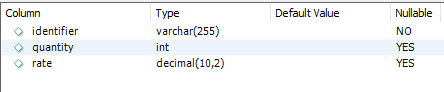 Column Type Default Value Nullable
identifier varchar(255) NO
quantity int YES
rate decimal(10,2) YES